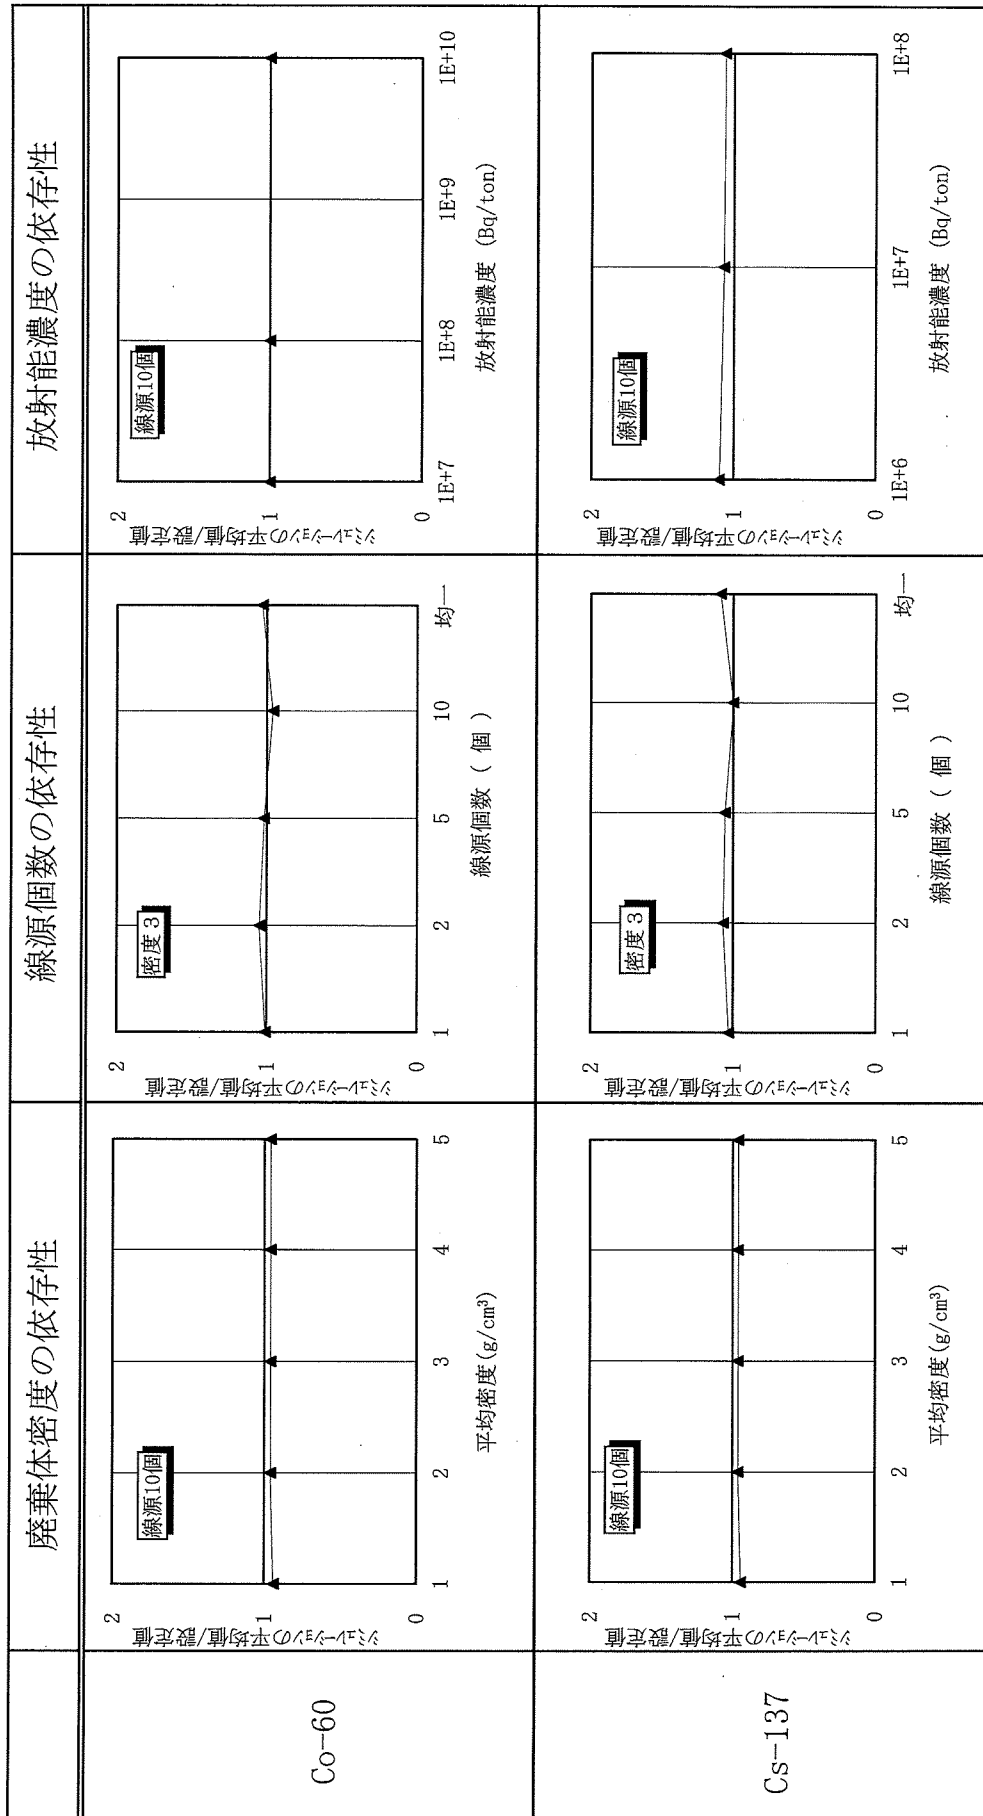 廃棄体密度の依存性
線源個数の依存性
放射能濃度の依存性
Co-60
シミュレーションの平均値/設定値
2
1
0
線源10個
1
2
3
4
5
平均密度(g/cm³)
シミュレーションの平均値/設定値
2
1
0
密度3
1
2
5
10
均一
線源個数 ( 個 )
シミュレーションの平均値/設定値
2
1
0
線源10個
1E+7
1E+8
1E+9
1E+10
放射能濃度 (Bq/ton)
Cs-137
シミュレーションの平均値/設定値
2
1
0
線源10個
1
2
3
4
5
平均密度(g/cm³)
シミュレーションの平均値/設定値
2
1
0
密度3
1
2
5
10
均一
線源個数 ( 個 )
シミュレーションの平均値/設定値
2
1
0
線源10個
1E+6
1E+7
1E+8
放射能濃度 (Bq/ton)